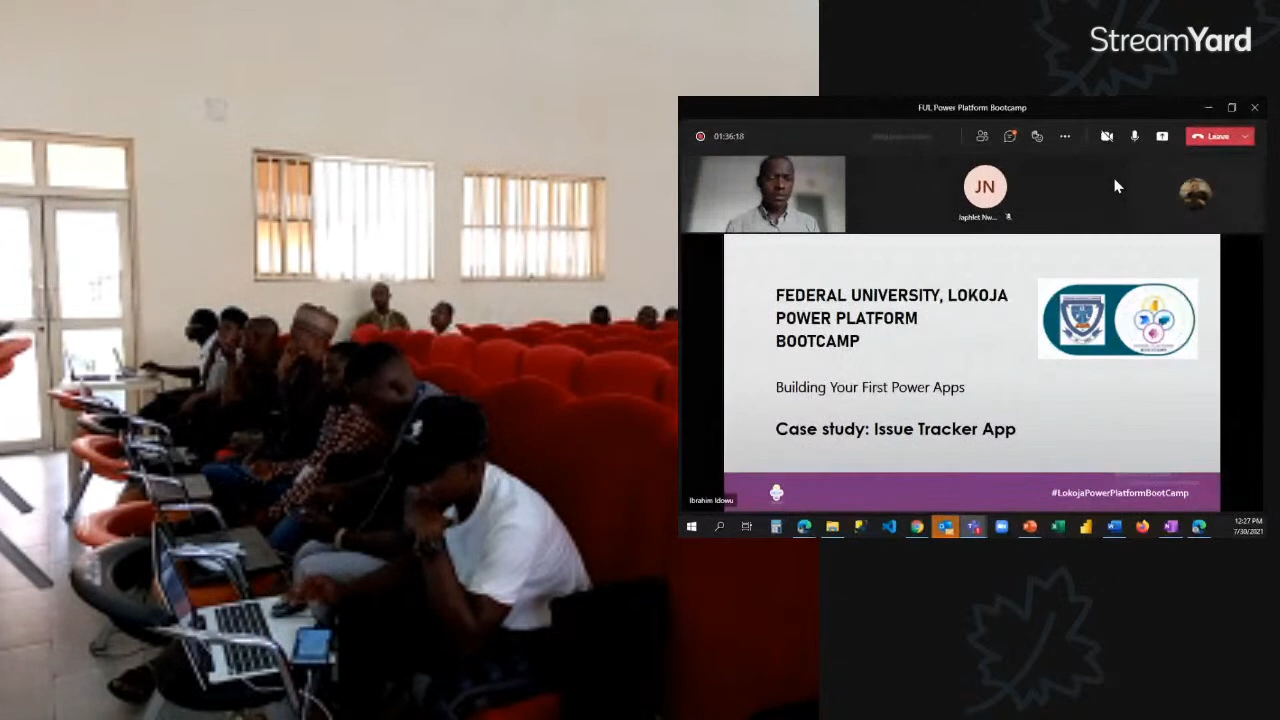 StreamYard
FUL Power Platform Bootcamp
01:36:18
Leave
JN
Japhlet Nw...
FEDERAL UNIVERSITY, LOKOJA
POWER PLATFORM
BOOTCAMP
Building Your First Power Apps
Case study: Issue Tracker App
Ibrahim Idowu
#LokojaPowerPlatformBootCamp
12:27 PM
7/30/2021